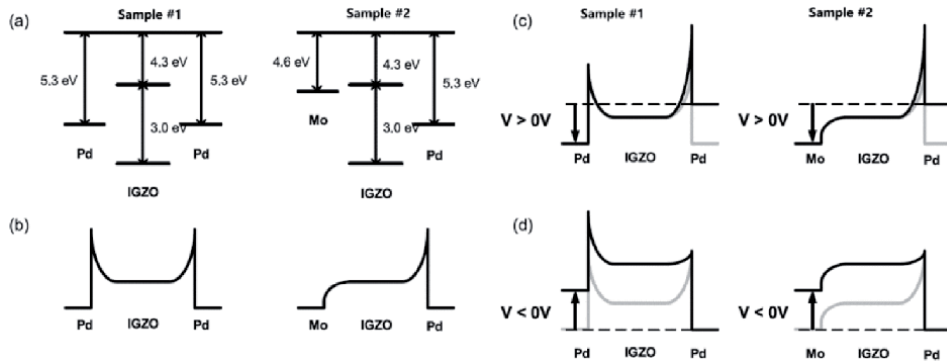 (a)
Sample #1
Sample #2
5.3 eV
4.3 eV
5.3 eV
4.6 eV
4.3 eV
5.3 eV
Mo
3.0 eV
3.0 eV
Pd
Pd
Pd
IGZO
IGZO
(b)
Pd
IGZO
Pd
Mo
IGZO
Pd
(c)
Sample #1
Sample #2
V > 0V
V > 0V
Pd
IGZO
Pd
Mo
IGZO
Pd
(d)
V < 0V
V < 0V
Pd
IGZO
Pd
Mo
IGZO
Pd